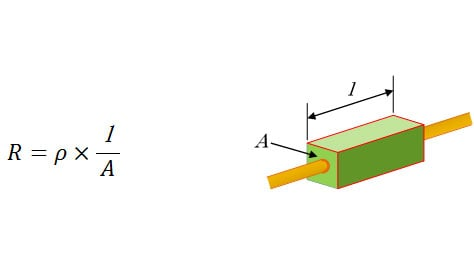 R = ρ × l/A
l
A